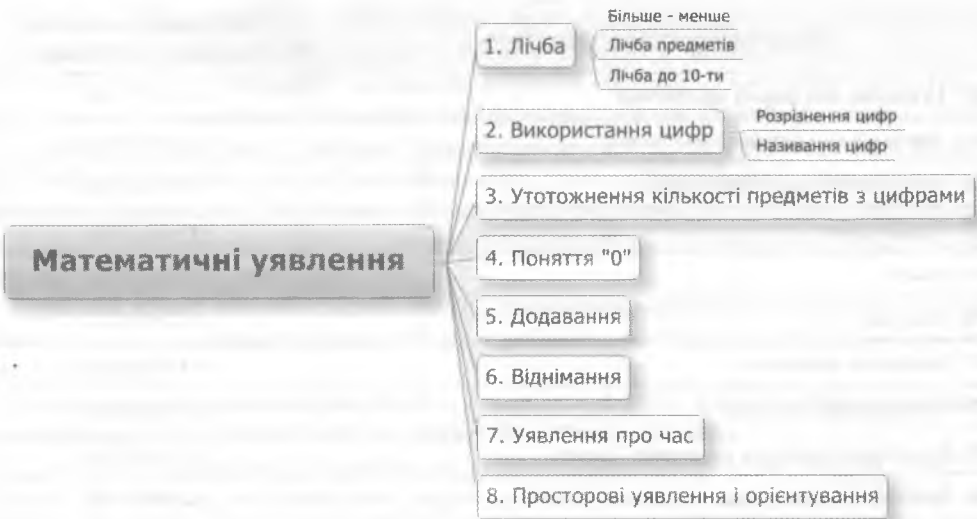 Більше - менше
1. Лічба
Лічба предметів
Лічба до 10-ти
2. Використання цифр
Розрізнення цифр
Називання цифр
3. Утотожнення кількості предметів з цифрами
Математичні уявлення
4. Поняття "0"
5. Додавання
6. Віднімання
7. Уявлення про час
8. Просторові уявлення і орієнтування